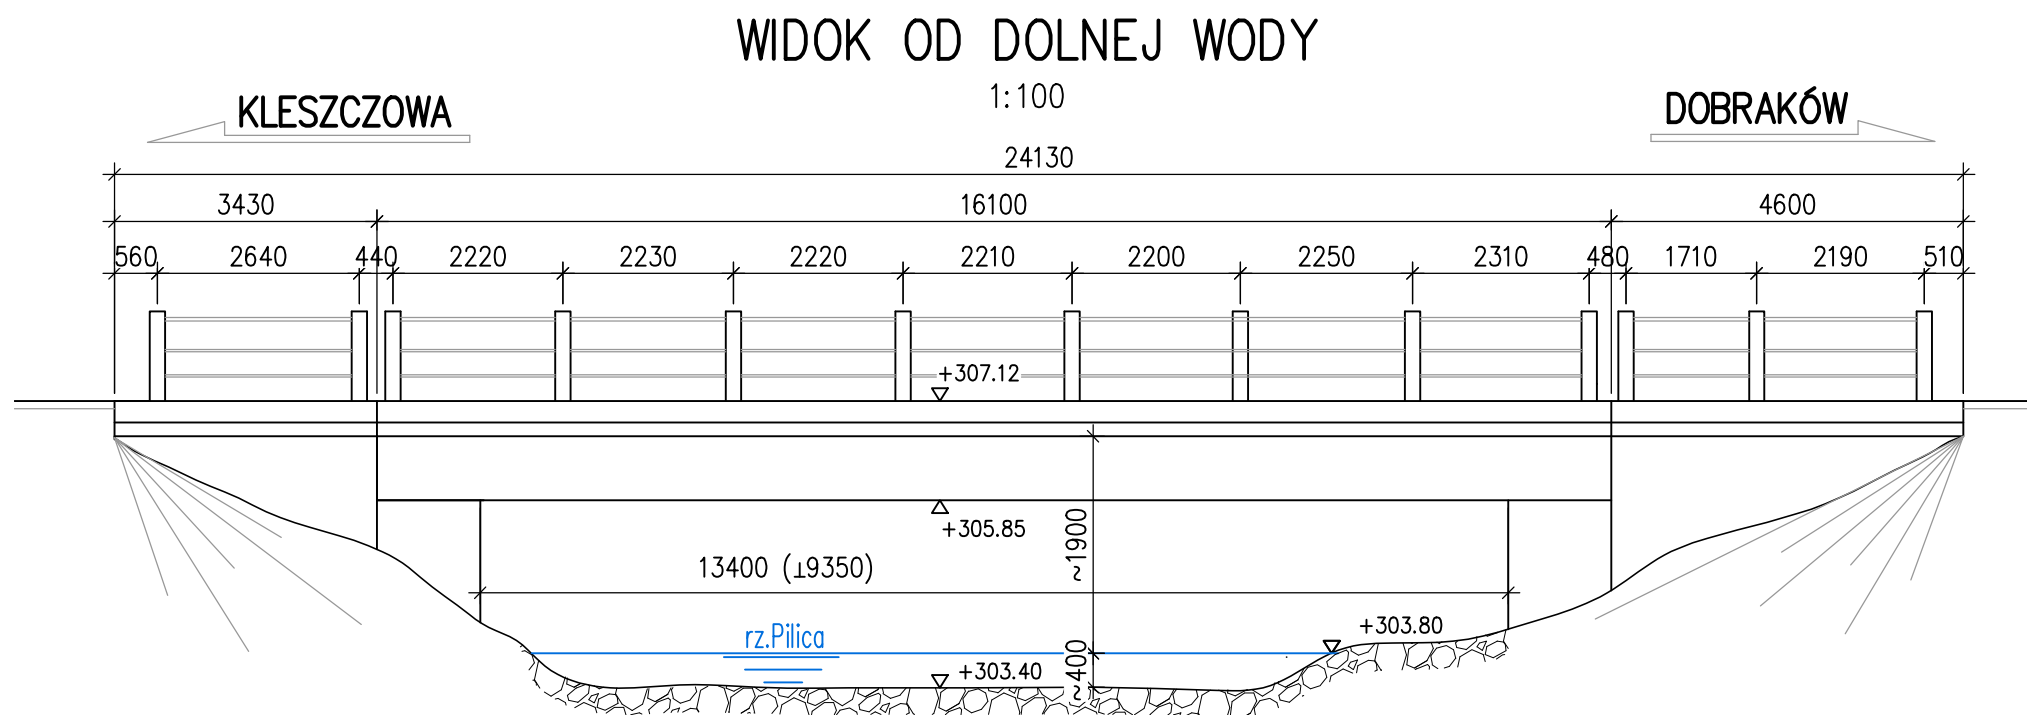 WIDOK OD DOLNEJ WODY
1:100
KLESZCZOWA
DOBRAKÓW
24130
3430 16100 4600
560 2640 440 2220 2230 2220 2210 2200 2250 2310 480 1710 2190 510
+307.12
+305.85
~1900
13400 (⊥9350)
rz.Pilica
+303.80
+303.40
~400